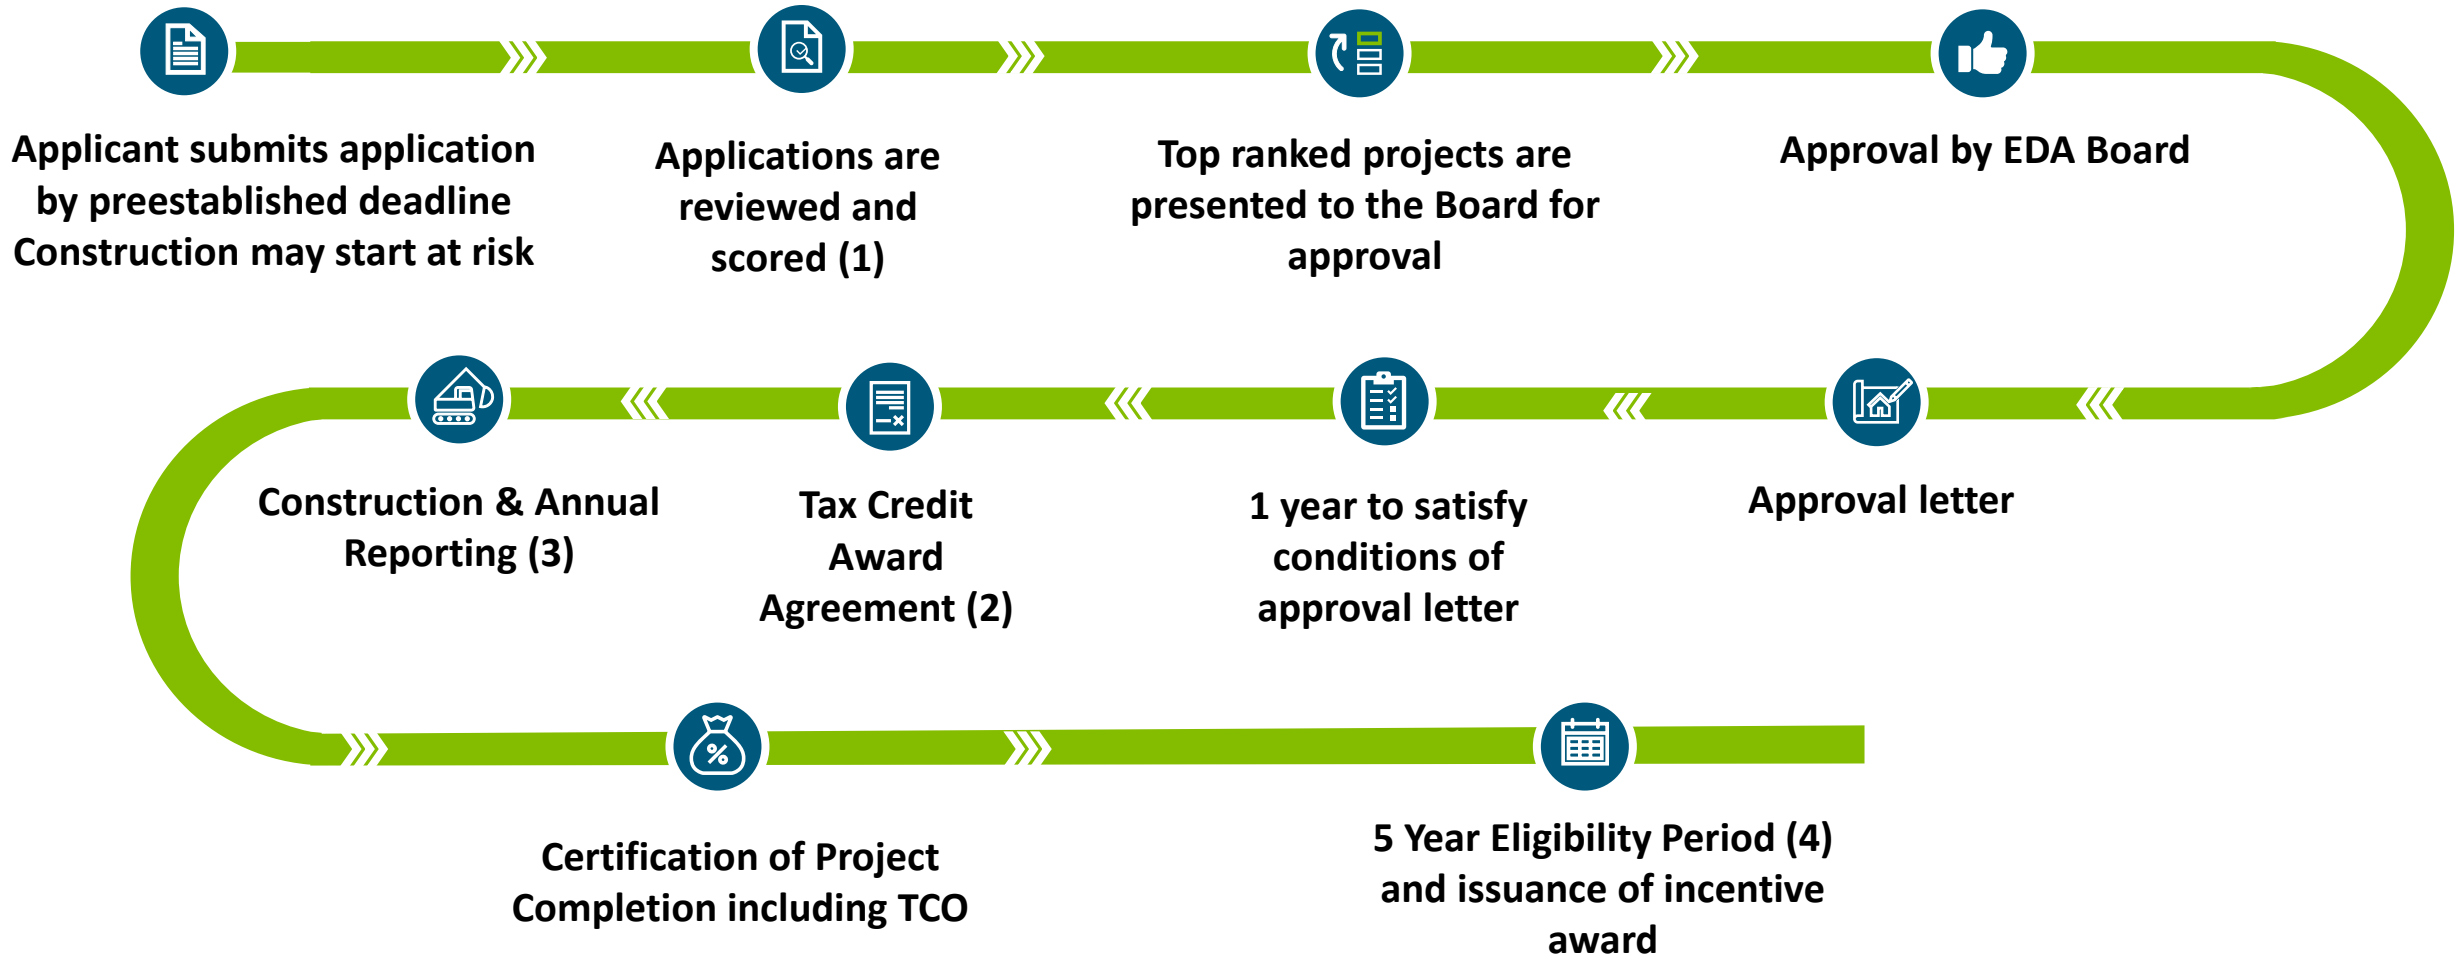 Applicant submits application
by preestablished deadline
Construction may start at risk
Applications are
reviewed and
scored (1)
Top ranked projects are
presented to the Board for
approval
Approval by EDA Board
Approval letter
1 year to satisfy
conditions of
approval letter
Tax Credit
Award
Agreement (2)
Construction & Annual
Reporting (3)
Certification of Project
Completion including TCO
5 Year Eligibility Period (4)
and issuance of incentive
award